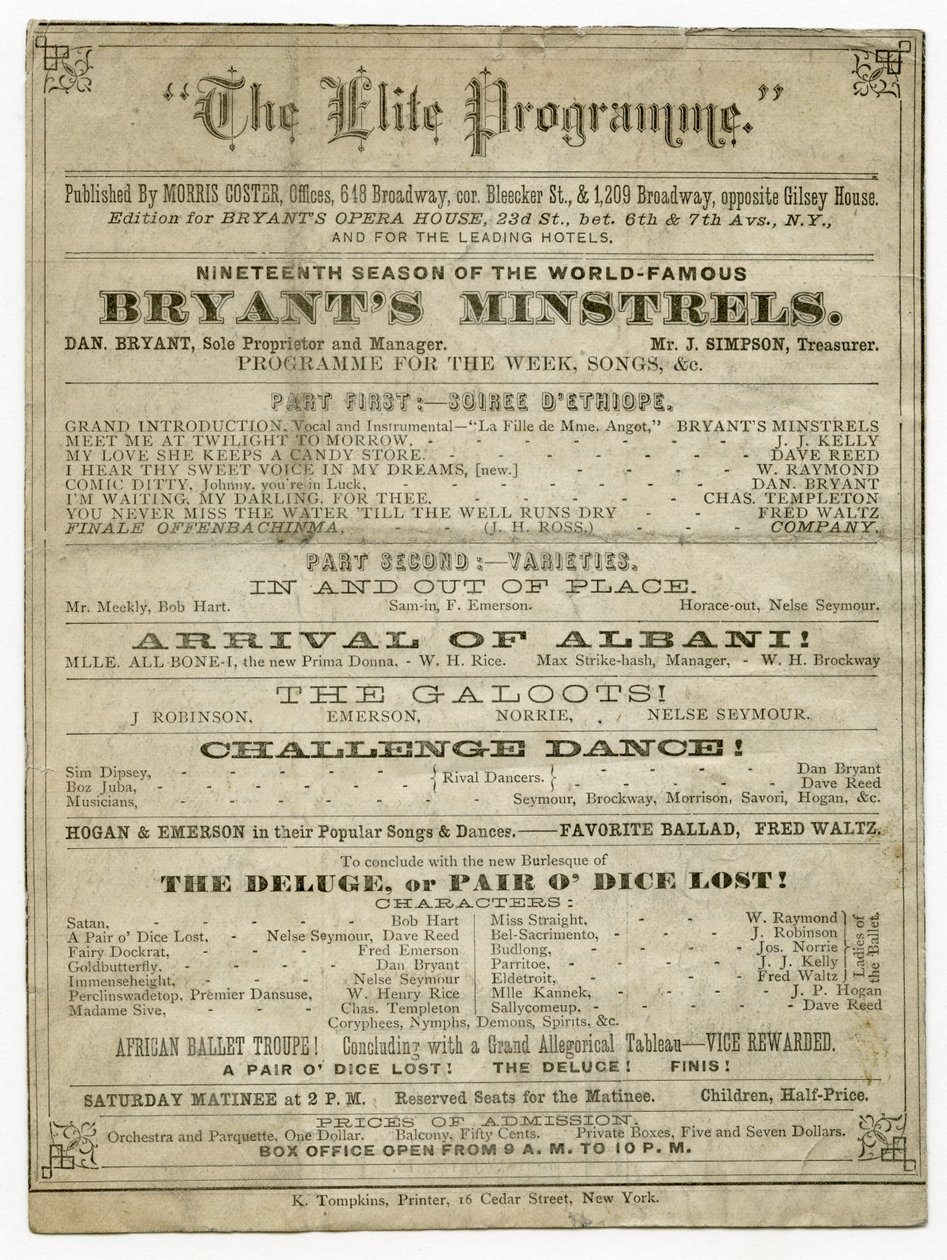 "The Elite Programme."
Published By MORRIS COSTER, Offices, 648 Broadway, cor. Bleecker St., & 1,209 Broadway, opposite Gilsey House.
Edition for BRYANT'S OPERA HOUSE, 23d St., bet. 6th & 7th Avs., N.Y.,
AND FOR THE LEADING HOTELS.
NINETEENTH SEASON OF THE WORLD-FAMOUS
BRYANT'S MINSTRELS.
DAN. BRYANT, Sole Proprietor and Manager. Mr. J. SIMPSON, Treasurer.
PROGRAMME FOR THE WEEK, SONGS, &c.
PART FIRST:—SOIREE D'ETHIOPE.
GRAND INTRODUCTION, Vocal and Instrumental—"La Fille de Mme. Angot," BRYANT'S MINSTRELS
MEET ME AT TWILIGHT TO MORROW, - - - - - - - - J. J. KELLY
MY LOVE SHE KEEPS A CANDY STORE. - - - - - - - DAVE REED
I HEAR THY SWEET VOICE IN MY DREAMS, [new.] - - - - - W. RAYMOND
COMIC DITTY, Johnny, you're in Luck, - - - - - - - - DAN. BRYANT
I'M WAITING, MY DARLING, FOR THEE, - - - - - - CHAS. TEMPLETON
YOU NEVER MISS THE WATER 'TILL THE WELL RUNS DRY - - - FRED WALTZ
FINALE OFFENBACHINMA, - - - (J. H. ROSS,) - - - COMPANY.
PART SECOND:—VARIETIES.
IN AND OUT OF PLACE.
Mr. Meekly, Bob Hart. Sam-in, F. Emerson. Horace-out, Nelse Seymour.
ARRIVAL OF ALBANI!
MLLE. ALL BONE-I, the new Prima Donna, - W. H. Rice. Max Strike-hash, Manager, - W. H. Brockway
THE GALOOTS!
J ROBINSON, EMERSON, NORRIE, NELSE SEYMOUR.
CHALLENGE DANCE!
Sim Dipsey, - - - - - - { Rival Dancers. } - - - - - Dan Bryant
Boz Juba, - - - - - - - - - - - - Dave Reed
Musicians, - - - - - - - Seymour, Brockway, Morrison, Savori, Hogan, &c.
HOGAN & EMERSON in their Popular Songs & Dances.——FAVORITE BALLAD, FRED WALTZ.
To conclude with the new Burlesque of
THE DELUGE, or PAIR O' DICE LOST!
CHARACTERS:
Satan, - - - - - - Bob Hart
A Pair o' Dice Lost, - Nelse Seymour, Dave Reed
Fairy Dockrat, - - - - Fred Emerson
Goldbutterfly, - - - - - Dan Bryant
Immenseheight, - - - Nelse Seymour
Perclinswadetop, Premier Dansuse, W. Henry Rice
Madame Sive, - - - Chas. Templeton
Miss Straight, - - W. Raymond
Bel-Sacrimento, - - - J. Robinson
Budlong, - - - - Jos. Norrie
Parritoe, - - - - J. J. Kelly
Eldetroit, - - - - Fred Waltz
Ladies of the Ballet.
Mlle Kannek, - - - - - J. P. Hogan
Sallycomeup, - - - - - Dave Reed
Coryphees, Nymphs, Demons, Spirits, &c.
AFRICAN BALLET TROUPE! Concluding with a Grand Allegorical Tableau—VICE REWARDED.
A PAIR O' DICE LOST! THE DELUCE! FINIS!
SATURDAY MATINEE at 2 P. M. Reserved Seats for the Matinee. Children, Half-Price.
PRICES OF ADMISSION.
Orchestra and Parquette, One Dollar. Balcony, Fifty Cents. Private Boxes, Five and Seven Dollars.
BOX OFFICE OPEN FROM 9 A. M. TO 10 P. M.
K. Tompkins, Printer, 16 Cedar Street, New York.